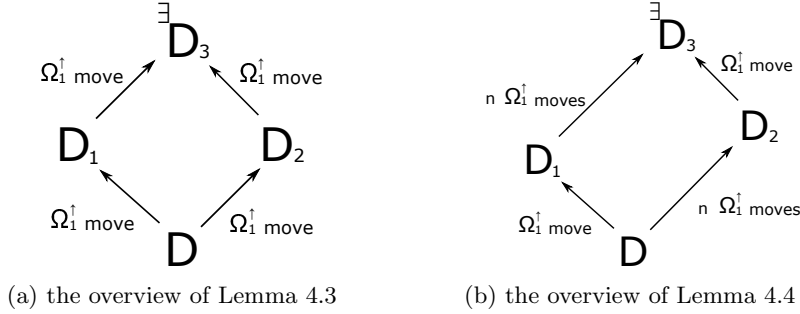 ∃
D₃
Ω₁↑ move
Ω₁↑ move
D₁
D₂
Ω₁↑ move
Ω₁↑ move
D
(a) the overview of Lemma 4.3
∃
D₃
Ω₁↑ move
n Ω₁↑ moves
D₂
D₁
n Ω₁↑ moves
Ω₁↑ move
D
(b) the overview of Lemma 4.4